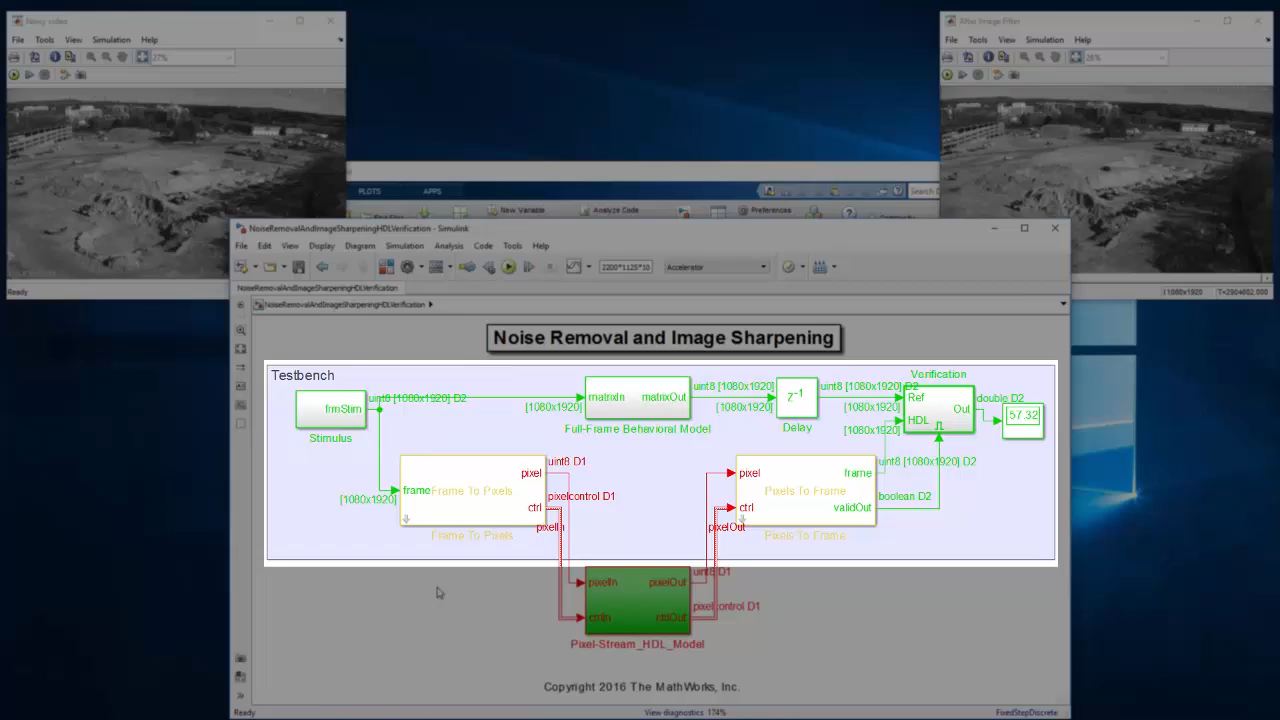 Noisy video
File Tools View Simulation Help
27%
Ready
After Image Filter
File Tools View Simulation Help
26%
1080x1920
T=2904002.000
PLOTS APPS
New Variable
Analyze Code
Preferences
NoiseRemovalAndImageSharpeningHDLVerification - Simulink
File Edit View Display Diagram Simulation Analysis Code Tools Help
2200*1125*10
Accelerator
NoiseRemovalAndImageSharpeningHDLVerification
NoiseRemovalAndImageSharpeningHDLVerification
Noise Removal and Image Sharpening
Testbench
frmStim
Stimulus
uint8 [1080x1920] D2
[1080x1920]
matrixIn matrixOut
Full-Frame Behavioral Model
uint8 [1080x1920]
[1080x1920]
z-1
Delay
uint8 [1080x1920] D2
[1080x1920]
[1080x1920]
Verification
Ref
HDL
Out
double D2
57.32
[1080x1920]
frame
Frame To Pixels
pixel
ctrl
Frame To Pixels
uint8 D1
pixelcontrol D1
pixelIn
pixelOut
pixel
ctrl
Pixels To Frame
frame
validOut
Pixels To Frame
uint8 [1080x1920] D2
boolean D2
pixelIn pixelOut
ctrlIn ctrlOut
uint8 D1
pixelcontrol D1
Pixel-Stream_HDL_Model
Copyright 2016 The MathWorks, Inc.
Ready
View diagnostics 174%
FixedStepDiscrete